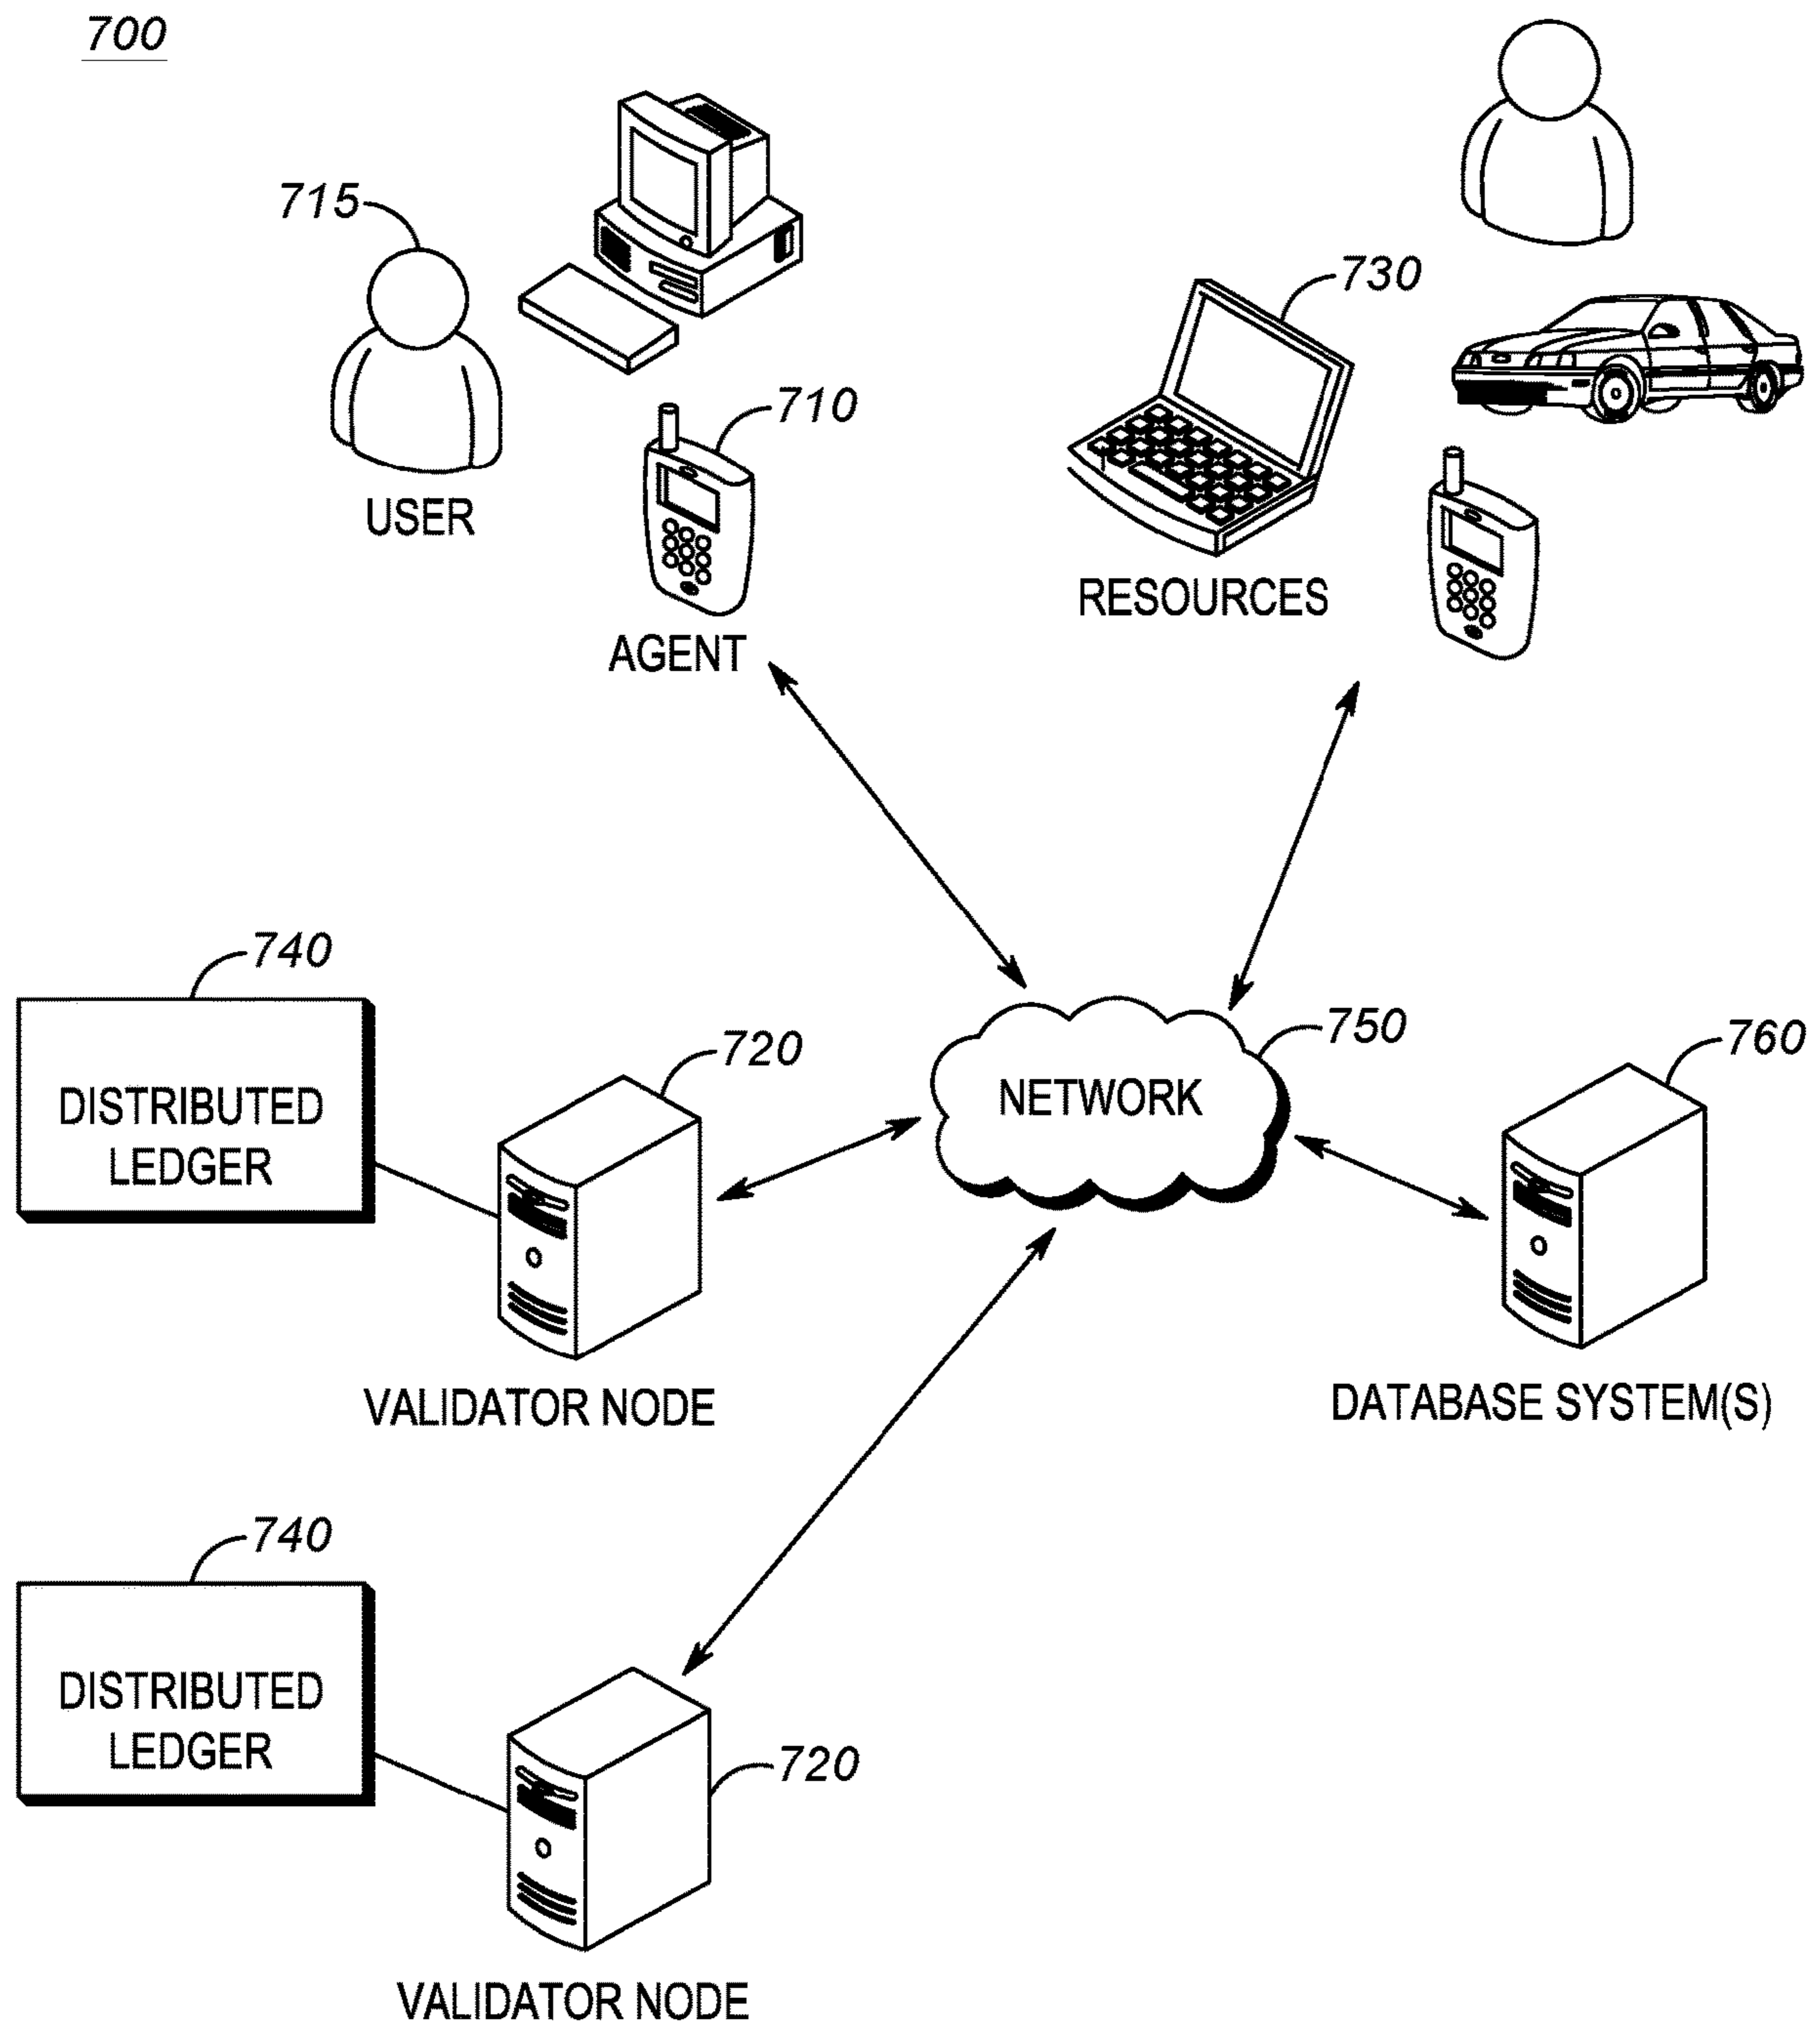 700
715
730
710
USER
RESOURCES
AGENT
740
720
750
760
NETWORK
DISTRIBUTED
LEDGER
VALIDATOR NODE
DATABASE SYSTEM(S)
740
DISTRIBUTED
LEDGER
720
VALIDATOR NODE